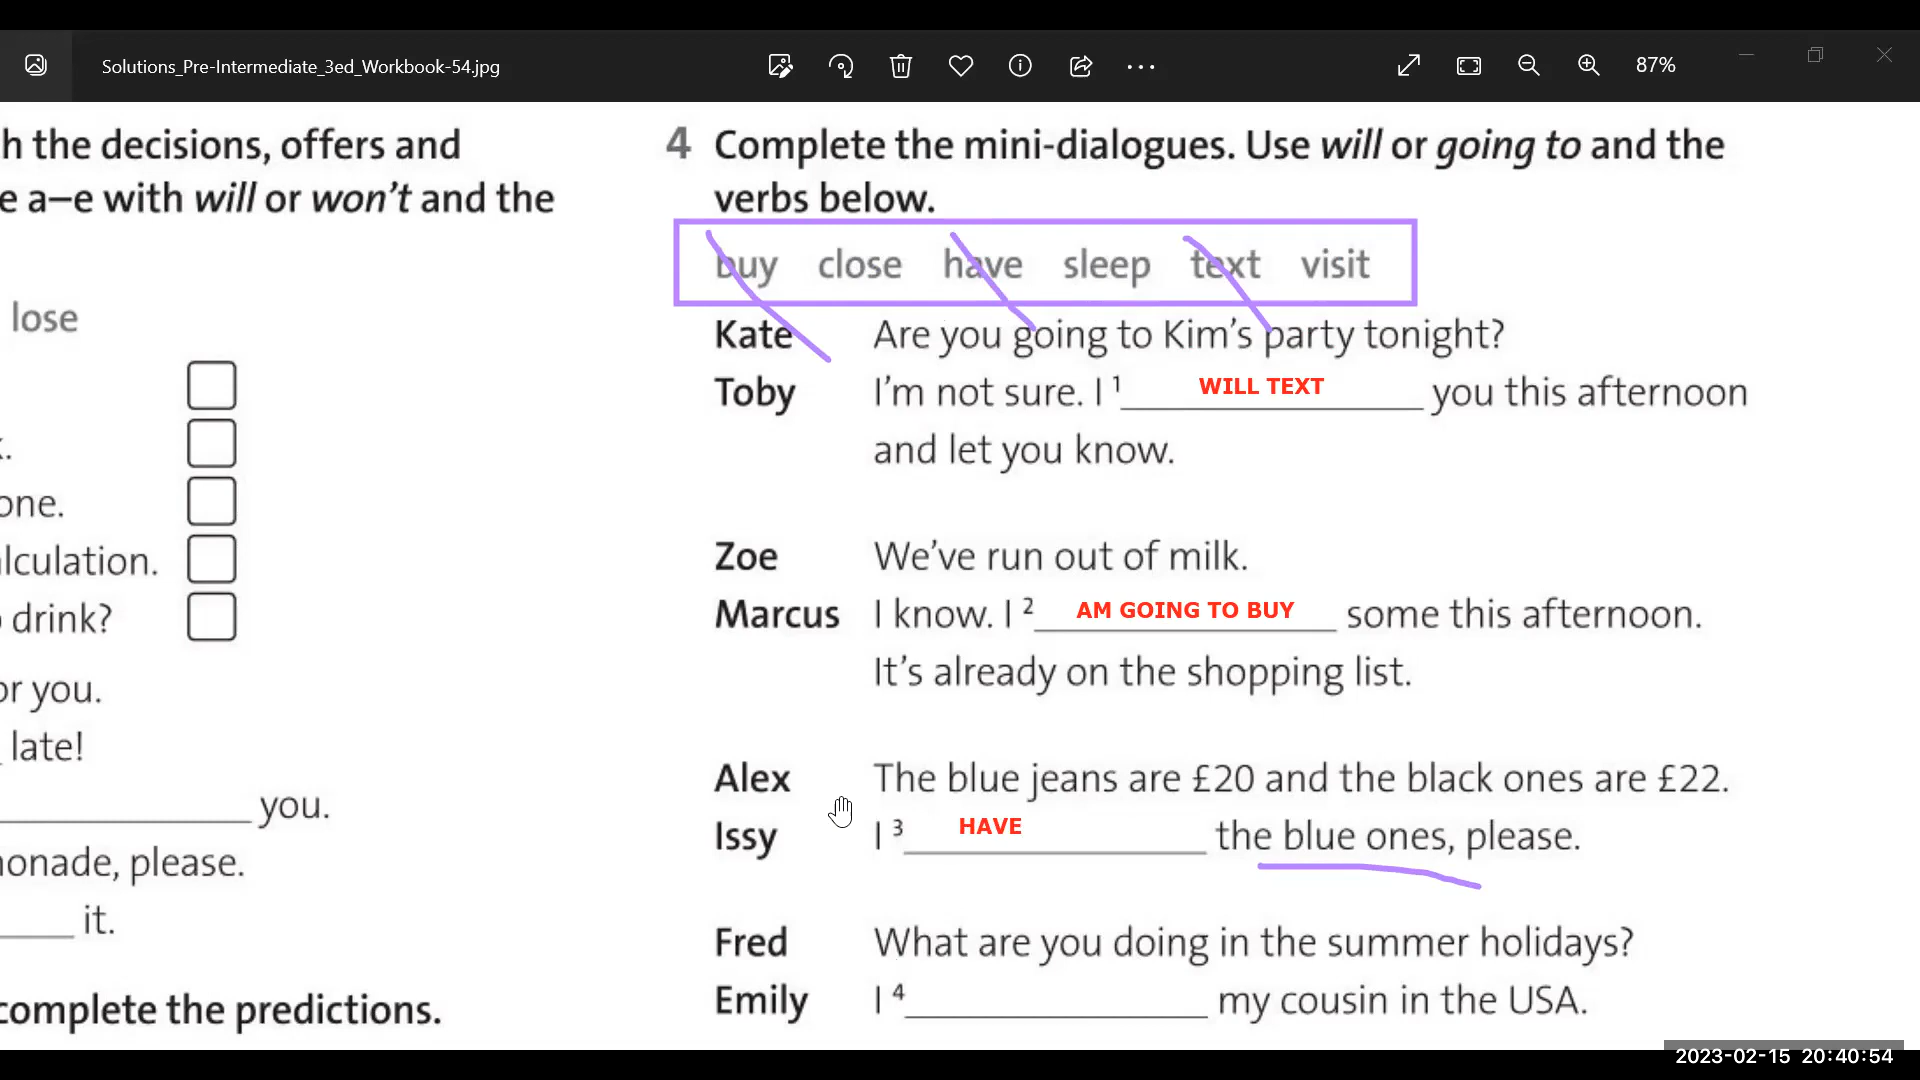 Solutions_Pre-Intermediate_3ed_Workbook-54.jpg
87%
h the decisions, offers and
e a–e with will or won't and the
lose
one.
lculation.
drink?
or you.
late!
you.
onade, please.
it.
complete the predictions.
4 Complete the mini-dialogues. Use will or going to and the
verbs below.
buy close have sleep text visit
Kate Are you going to Kim's party tonight?
Toby I'm not sure. I 1 WILL TEXT you this afternoon
and let you know.
Zoe We've run out of milk.
Marcus I know. I 2 AM GOING TO BUY some this afternoon.
It's already on the shopping list.
Alex The blue jeans are £20 and the black ones are £22.
Issy I 3 HAVE the blue ones, please.
Fred What are you doing in the summer holidays?
Emily I 4 my cousin in the USA.
2023-02-15 20:40:54